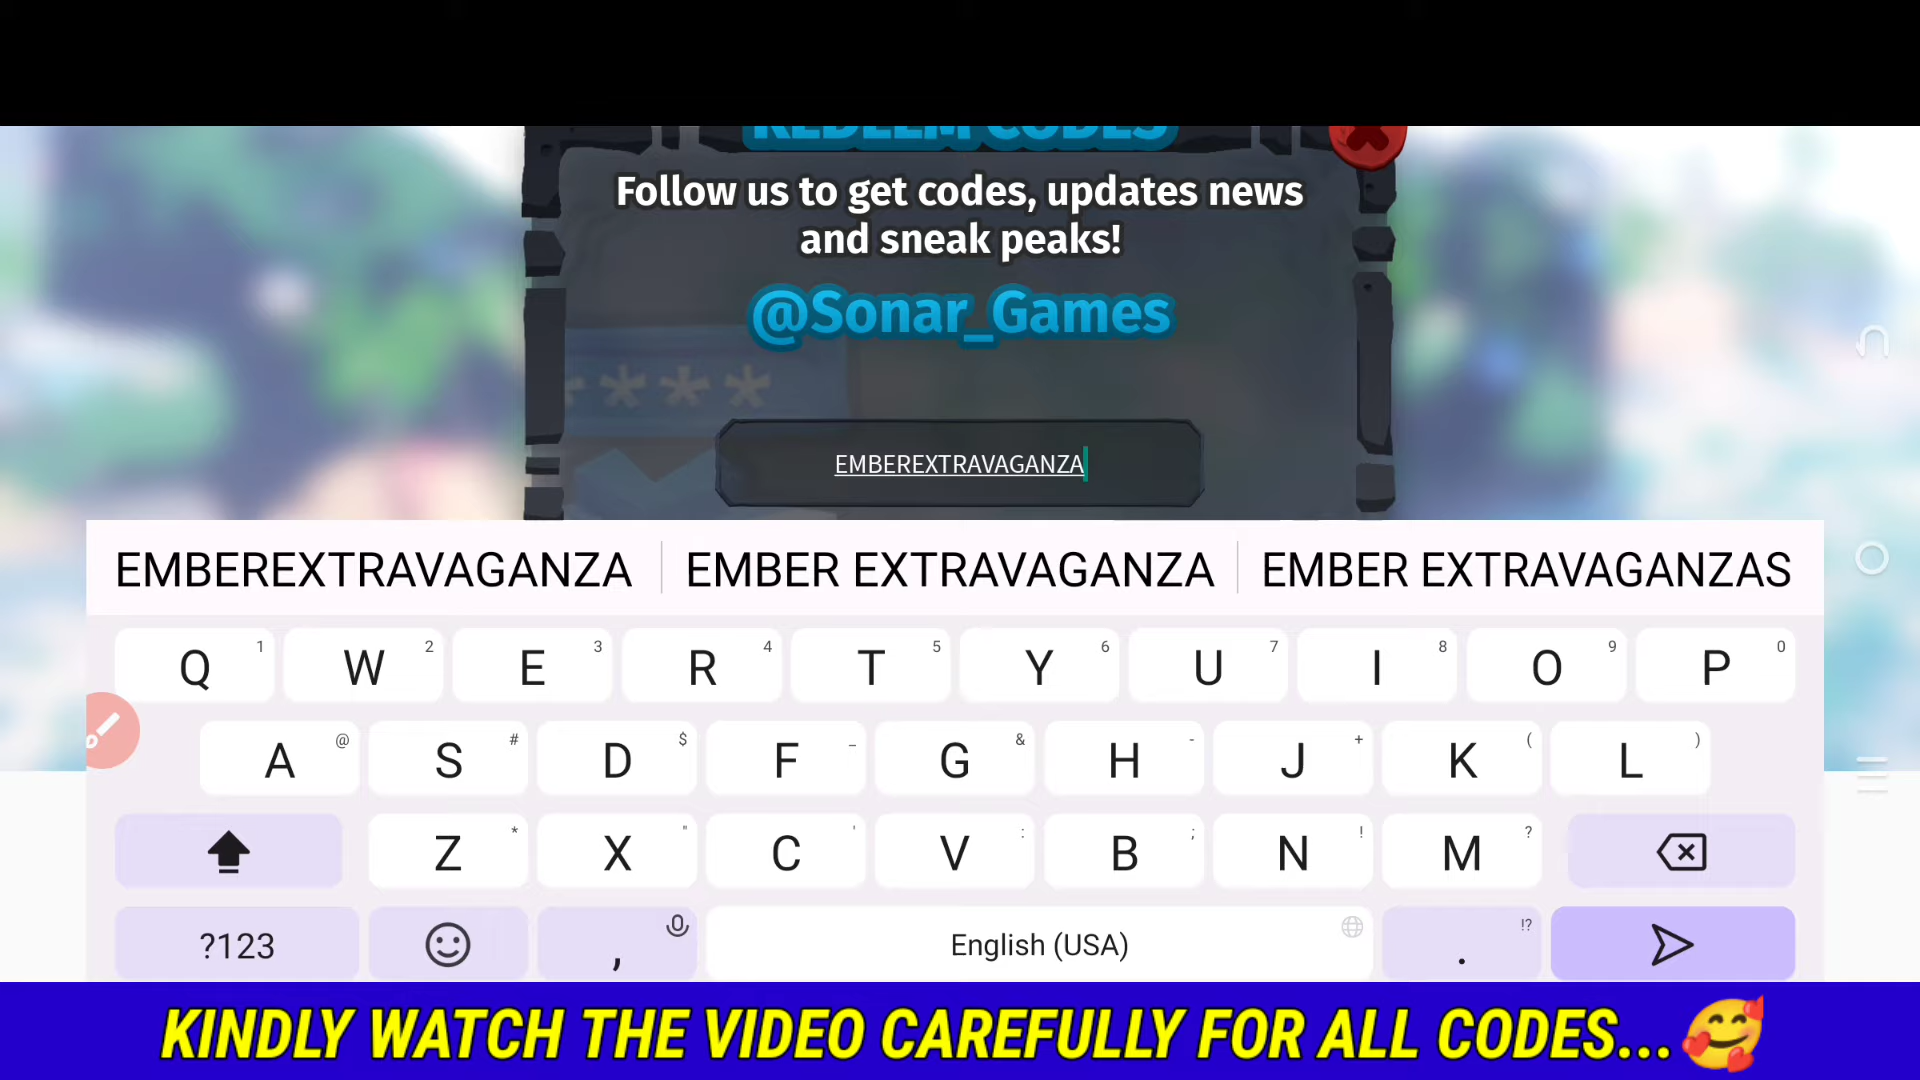 REDEEM CODES
Follow us to get codes, updates news
and sneak peaks!
@Sonar_Games
****
EMBEREXTRAVAGANZA
EMBEREXTRAVAGANZA EMBER EXTRAVAGANZA EMBER EXTRAVAGANZAS
Q 1 W 2 E 3 R 4 T 5 Y 6 U 7 I 8 O 9 P 0
A @ S # D $ F _ G & H - J + K ( L )
Z * X " C ' V : B ; N ! M ?
?123 , English (USA) . !?
KINDLY WATCH THE VIDEO CAREFULLY FOR ALL CODES...🥰